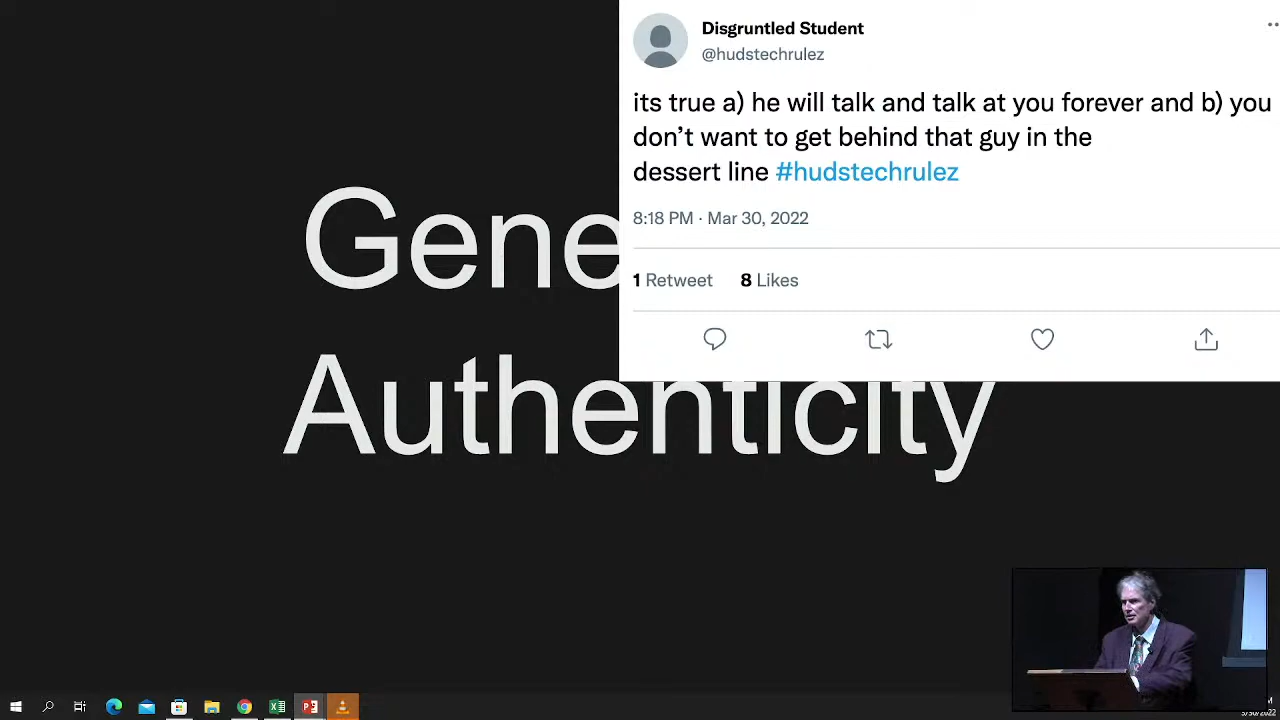 Disgruntled Student
@hudstechrulez
its true a) he will talk and talk at you forever and b) you
don’t want to get behind that guy in the
dessert line #hudstechrulez
8:18 PM · Mar 30, 2022
1 Retweet 8 Likes
Gene
Authenticity